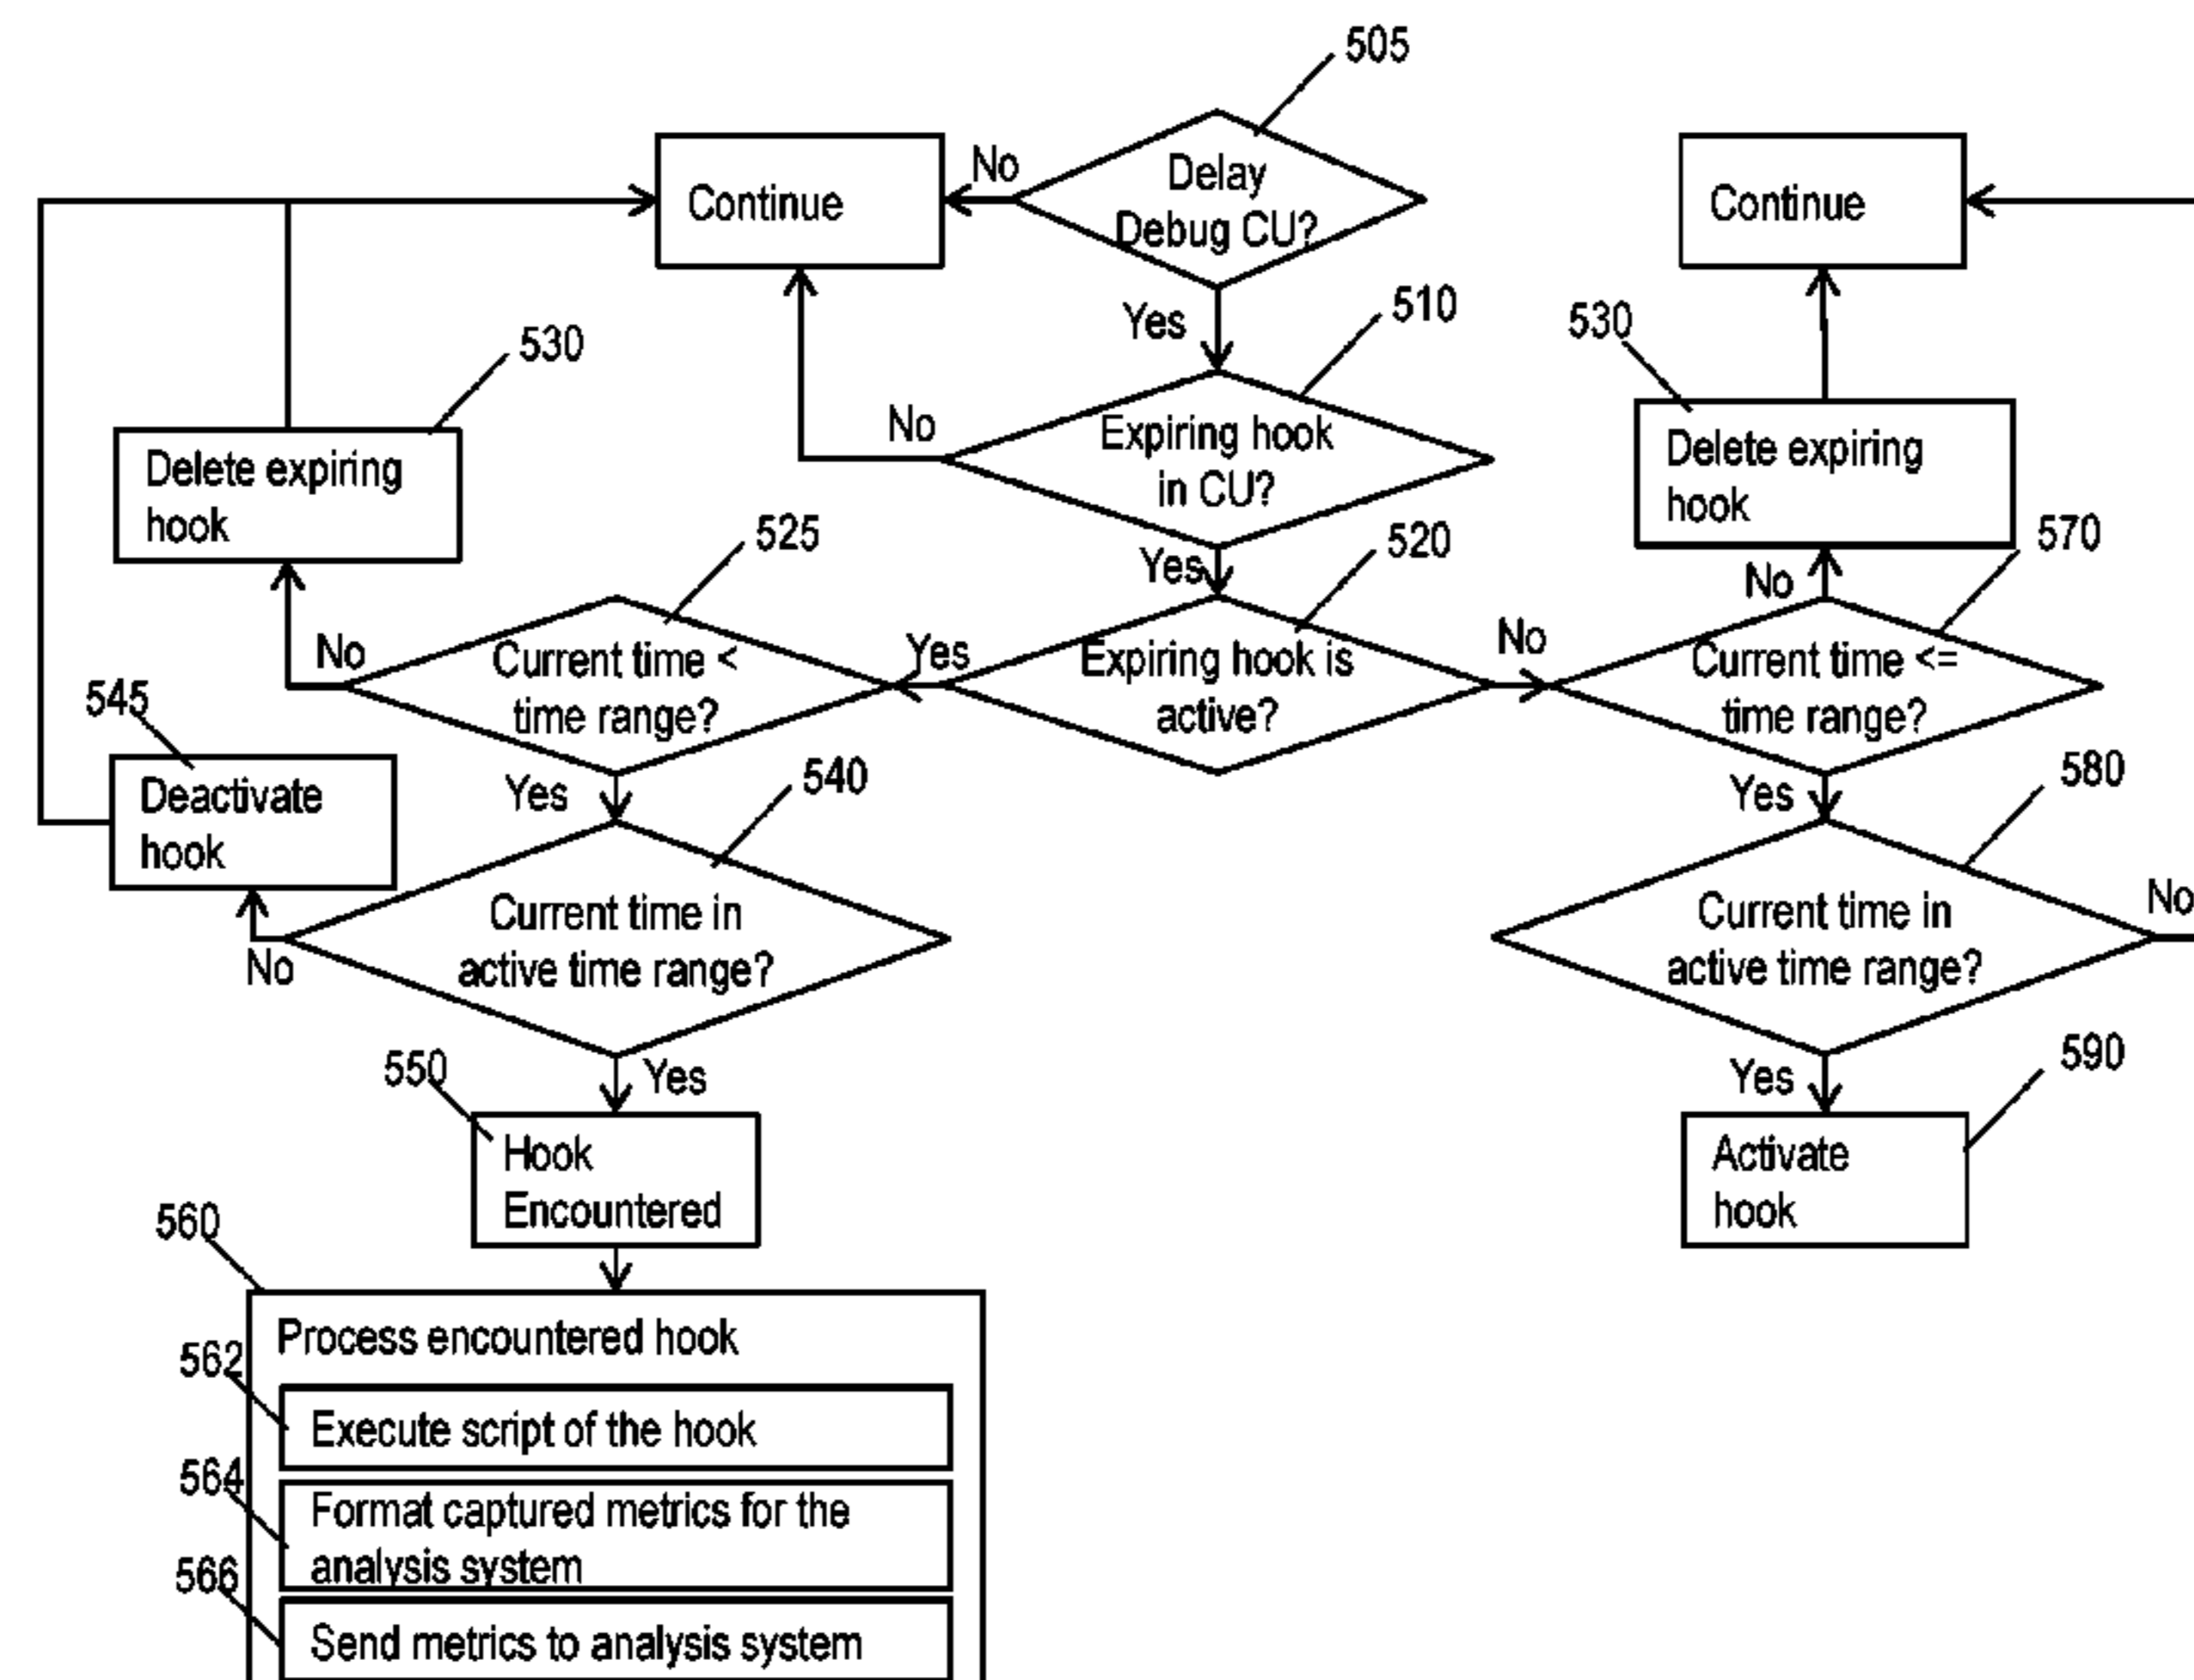 505
Continue
No
Delay
Debug CU?
Continue
Yes
510
530
530
No
Expiring hook
in CU?
Delete expiring
hook
Delete expiring
hook
525
Yes
520
570
No
No
Current time <
time range?
Yes
Expiring hook is
active?
No
Current time <=
time range?
545
Deactivate
hook
Yes
540
Yes
580
No
Current time in
active time range?
Current time in
active time range?
No
550
Yes
Yes
590
Hook
Encountered
Activate
hook
560
Process encountered hook
562
Execute script of the hook
564
Format captured metrics for the
analysis system
566
Send metrics to analysis system